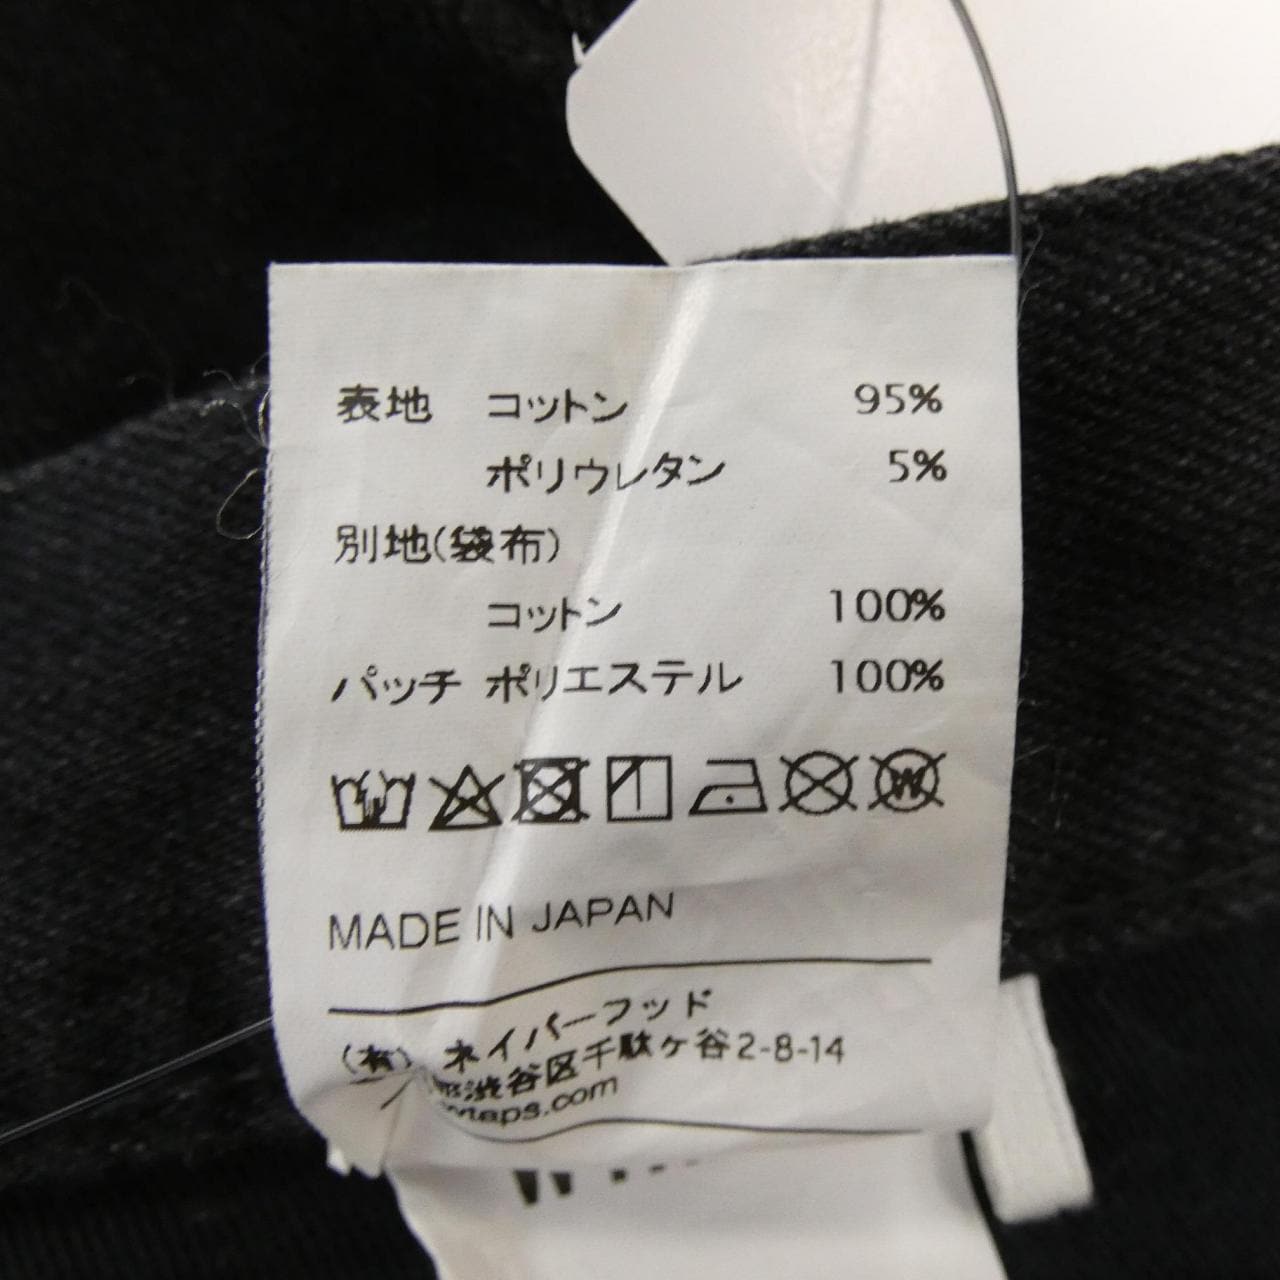 表地 コットン 95%
ポリウレタン 5%
別地(袋布)
コットン 100%
パッチ ポリエステル 100%
MADE IN JAPAN
(有) ネイバーフッド
渋谷区千駄ケ谷2-8-14
wtaps.com